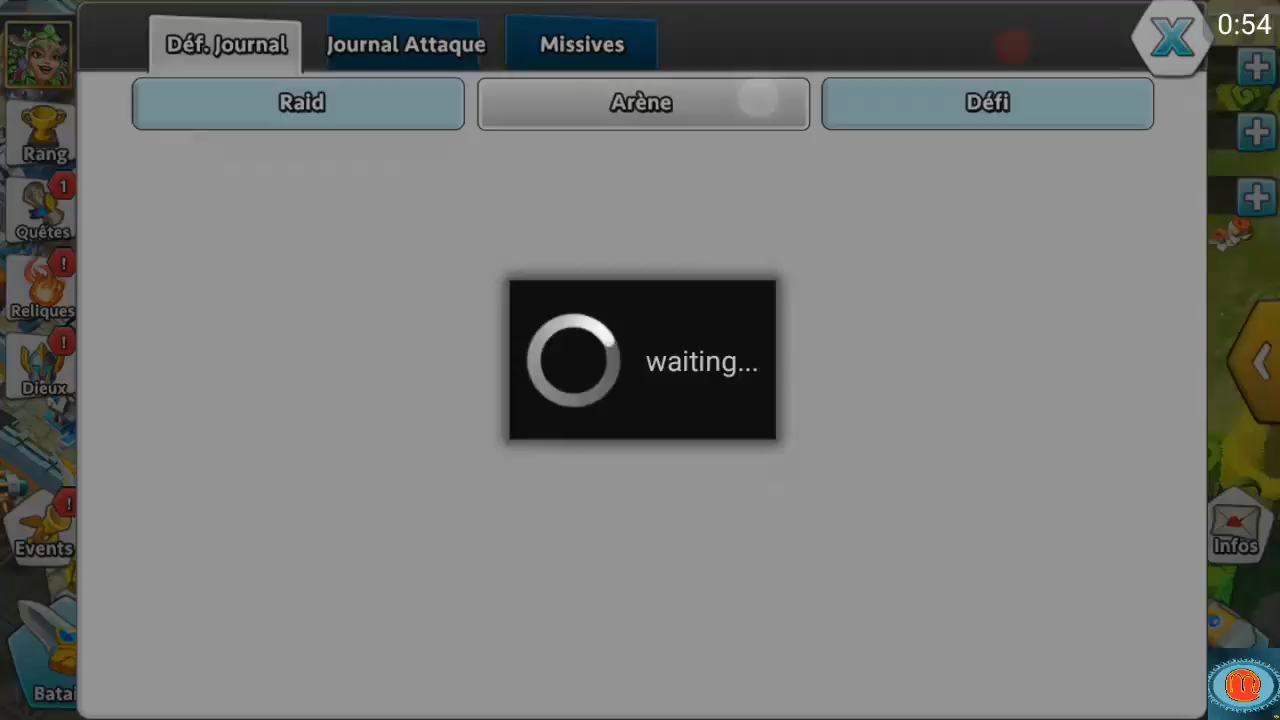 Déf. Journal
Journal Attaque
Missives
X
0:54
Raid
Arène
Défi
Rang
1
Quêtes
!
Reliques
!
Dieux
waiting...
!
Events
Infos
Batai